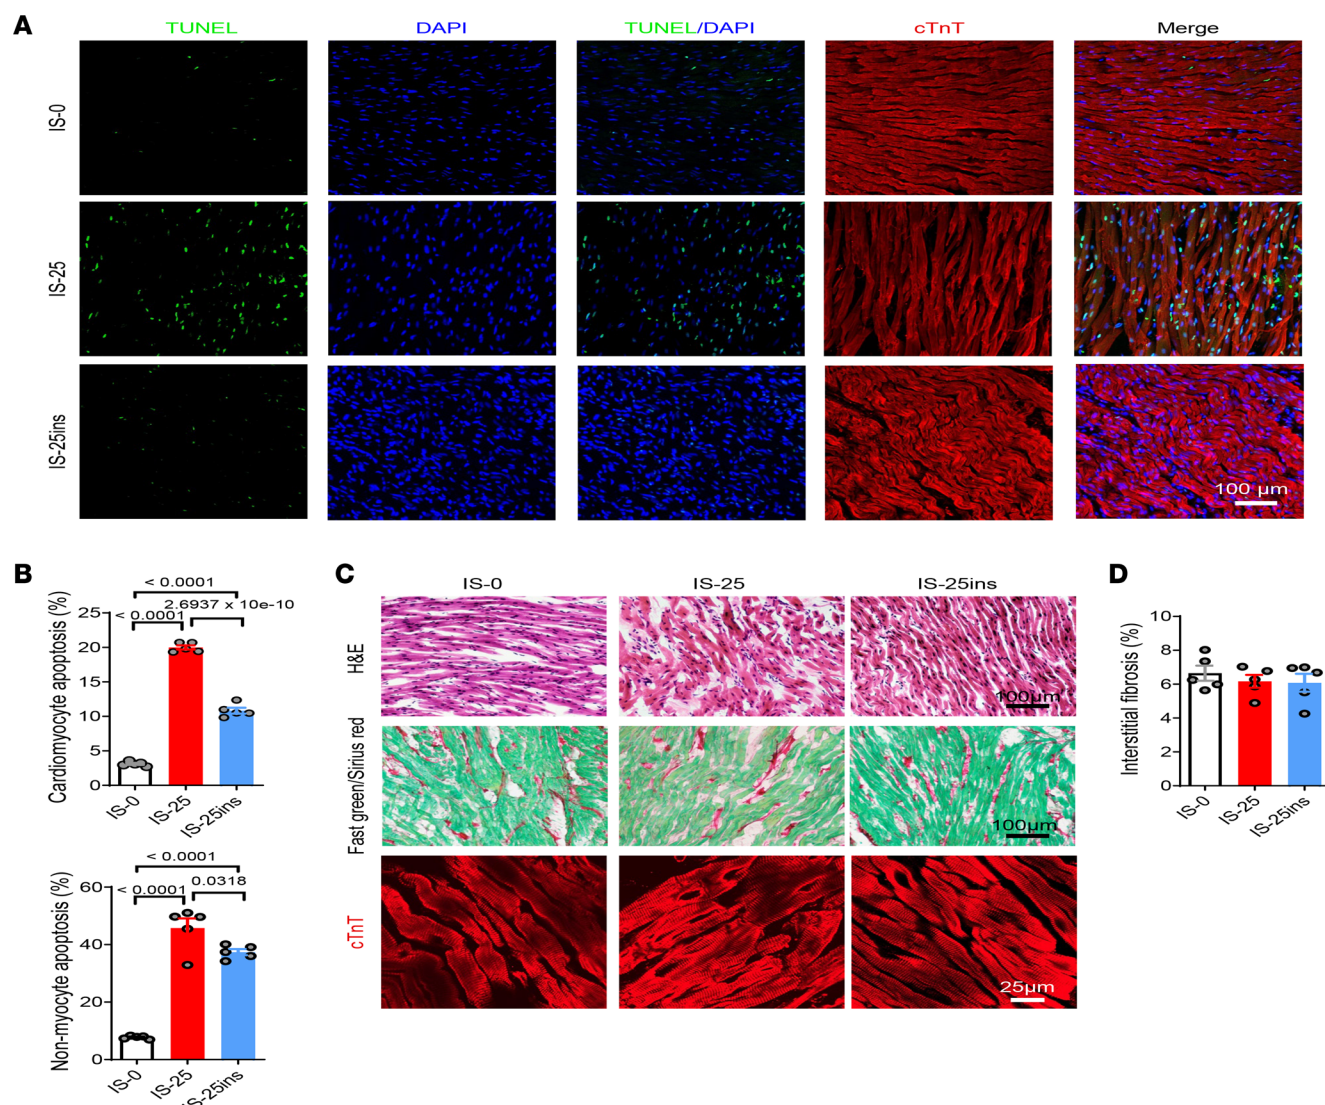 A
TUNEL DAPI TUNEL/DAPI cTnT Merge
IS-0
IS-25
IS-25ins
100 µm
B
< 0.0001
2.6937 x 10e-10
< 0.0001
Cardiomyocyte apoptosis (%)
25
20
15
10
5
0
IS-0 IS-25 IS-25ins
< 0.0001
< 0.0001 0.0318
Non-myocyte apoptosis (%)
60
40
20
0
IS-0 IS-25 IS-25ins
C
IS-0 IS-25 IS-25ins
H&E
100µm
Fast green/Sirius red
100µm
cTnT
25µm
D
Interstitial fibrosis (%)
10
8
6
4
2
0
IS-0 IS-25 IS-25ins